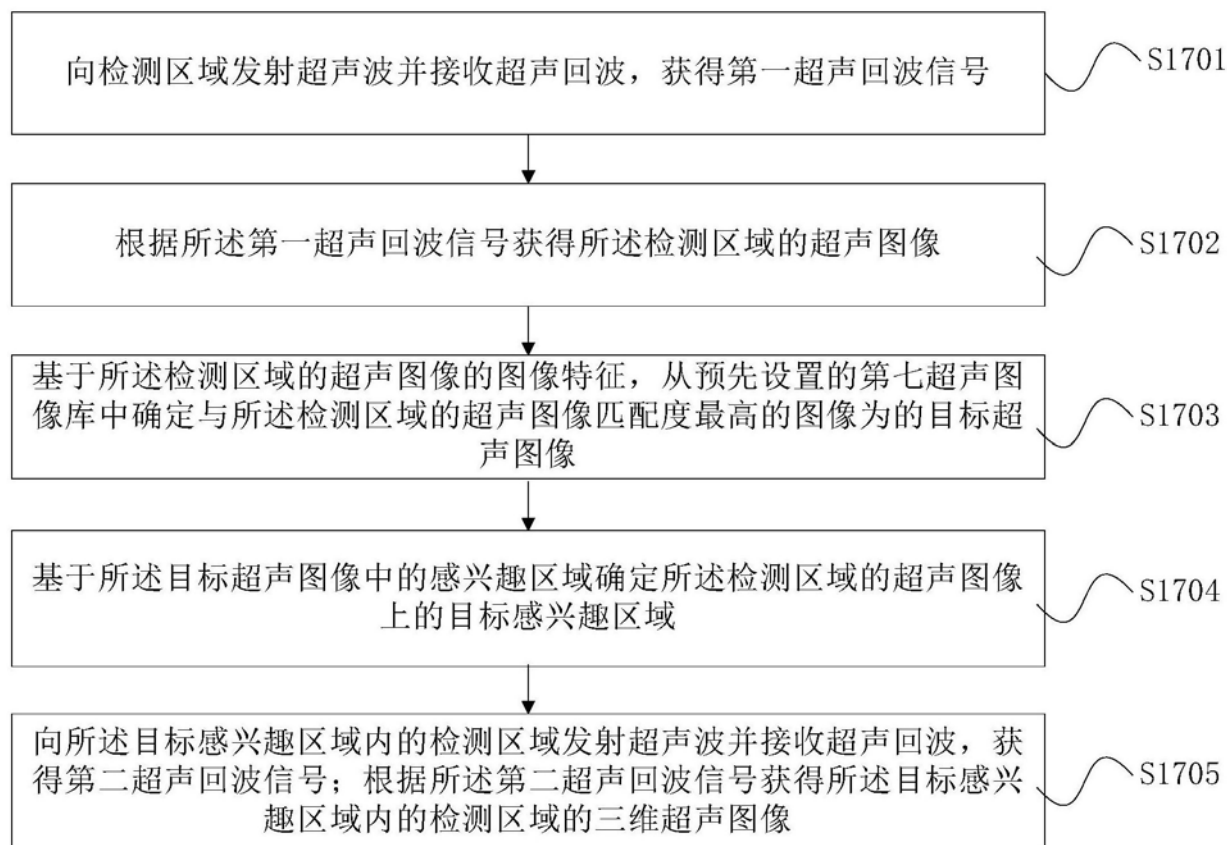 向检测区域发射超声波并接收超声回波，获得第一超声回波信号
S1701
根据所述第一超声回波信号获得所述检测区域的超声图像
S1702
基于所述检测区域的超声图像的图像特征，从预先设置的第七超声图
像库中确定与所述检测区域的超声图像匹配度最高的图像为的目标超
声图像
S1703
基于所述目标超声图像中的感兴趣区域确定所述检测区域的超声图像
上的目标感兴趣区域
S1704
向所述目标感兴趣区域内的检测区域发射超声波并接收超声回波，获
得第二超声回波信号；根据所述第二超声回波信号获得所述目标感兴
趣区域内的检测区域的三维超声图像
S1705